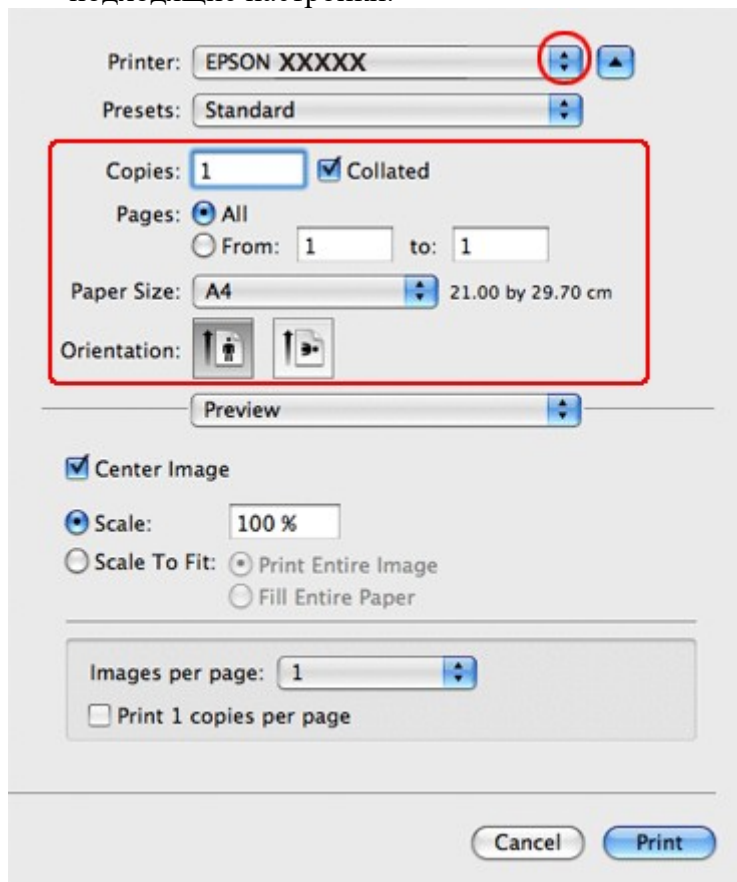 подходящие настройки.
Printer: EPSON XXXXX
Presets: Standard
Copies: 1 Collated
Pages: All
From: 1 to: 1
Paper Size: A4 21.00 by 29.70 cm
Orientation:
Preview
Center Image
Scale: 100 %
Scale To Fit: Print Entire Image
Fill Entire Paper
Images per page: 1
Print 1 copies per page
Cancel Print